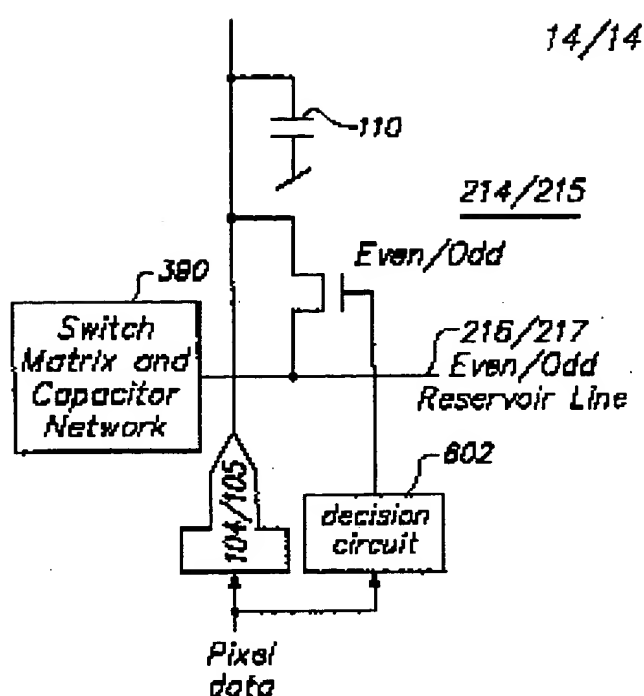 14/14
110
214/215
Even/Odd
380
Switch
Matrix and
Capacitor
Network
216/217
Even/Odd
Reservoir Line
602
104/105
decision
circuit
Pixel
data